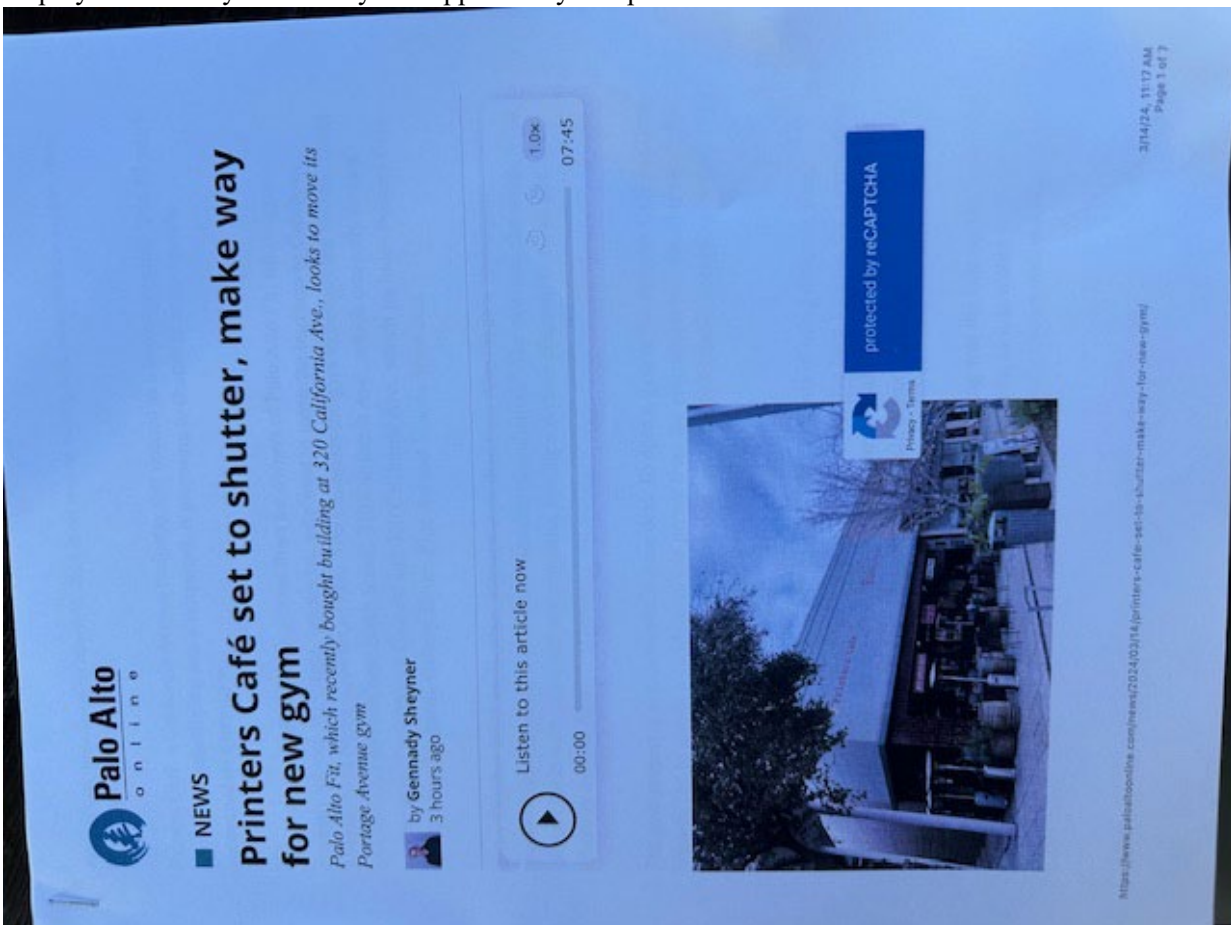 Palo Alto
online
NEWS
Printers Café set to shutter, make way
for new gym
Palo Alto Fit, which recently bought building at 320 California Ave., looks to move its
Portage Avenue gym
by Gennady Sheyner
3 hours ago
Listen to this article now
1.0x
00:00
07:45
protected by reCAPTCHA
Privacy - Terms
https://www.paloaltoonline.com/news/2024/03/14/printers-cafe-set-to-shutter-make-way-for-new-gym/
3/14/24, 11:17 AM
Page 1 of 7